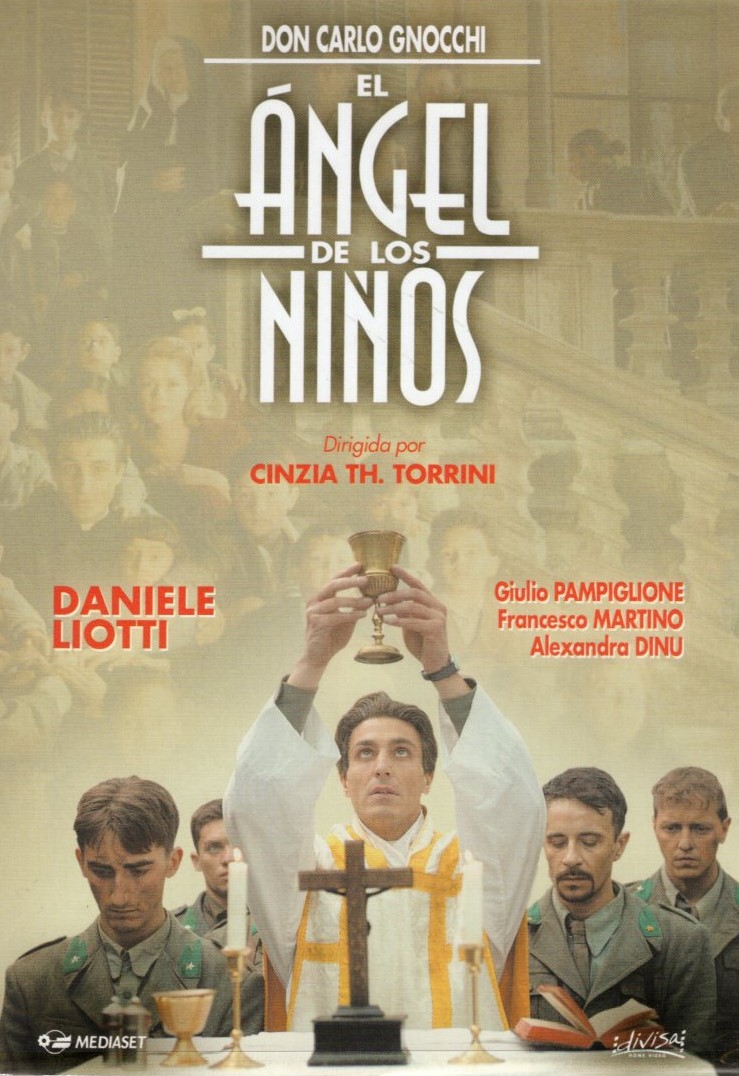 DON CARLO GNOCCHI
EL
ÁNGEL
DE LOS
NIÑOS
Dirigida por
CINZIA TH. TORRINI
DANIELE
LIOTTI
Giulio PAMPIGLIONE
Francesco MARTINO
Alexandra DINU
MEDIASET
divisa
HOME VIDEO